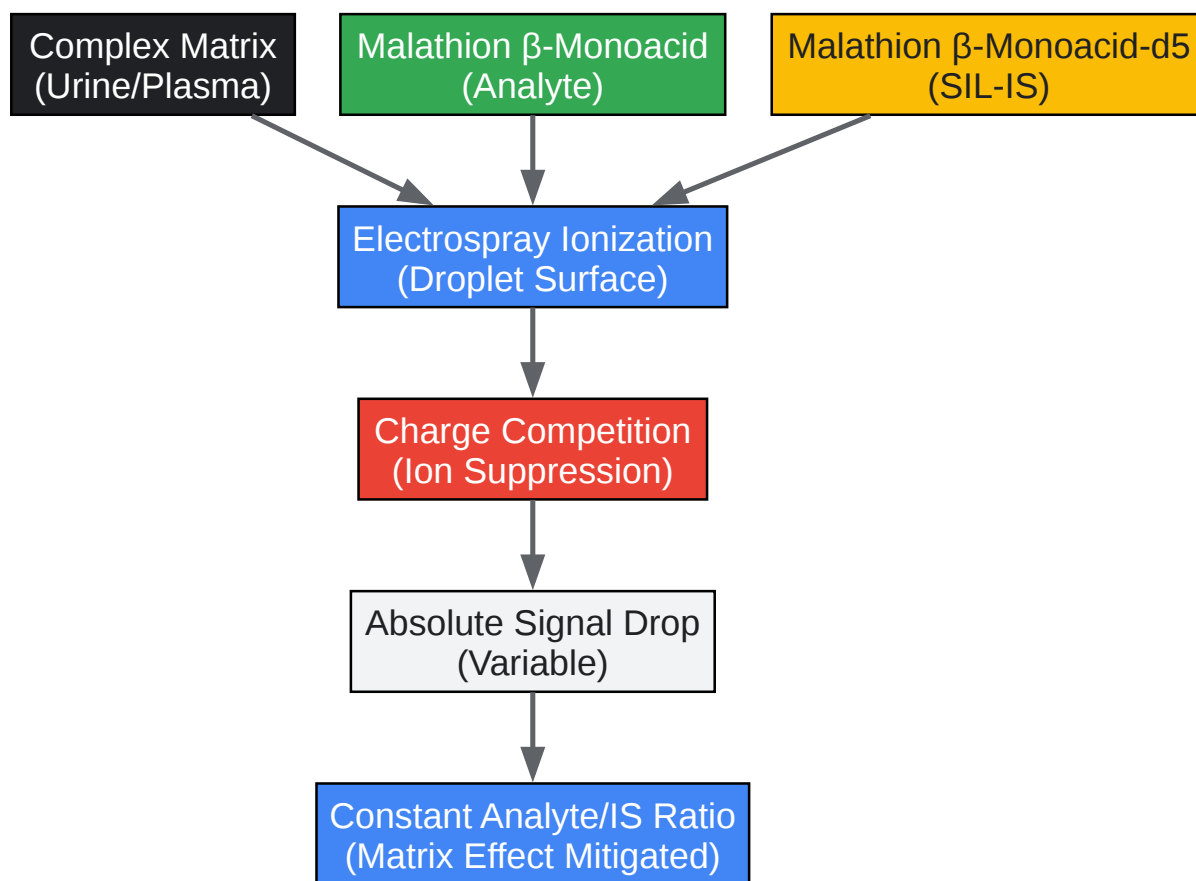 Complex Matrix
(Urine/Plasma)
Malathion β-Monoacid
(Analyte)
Malathion β-Monoacid-d5
(SIL-IS)
Electrospray Ionization
(Droplet Surface)
Charge Competition
(Ion Suppression)
Absolute Signal Drop
(Variable)
Constant Analyte/IS Ratio
(Matrix Effect Mitigated)